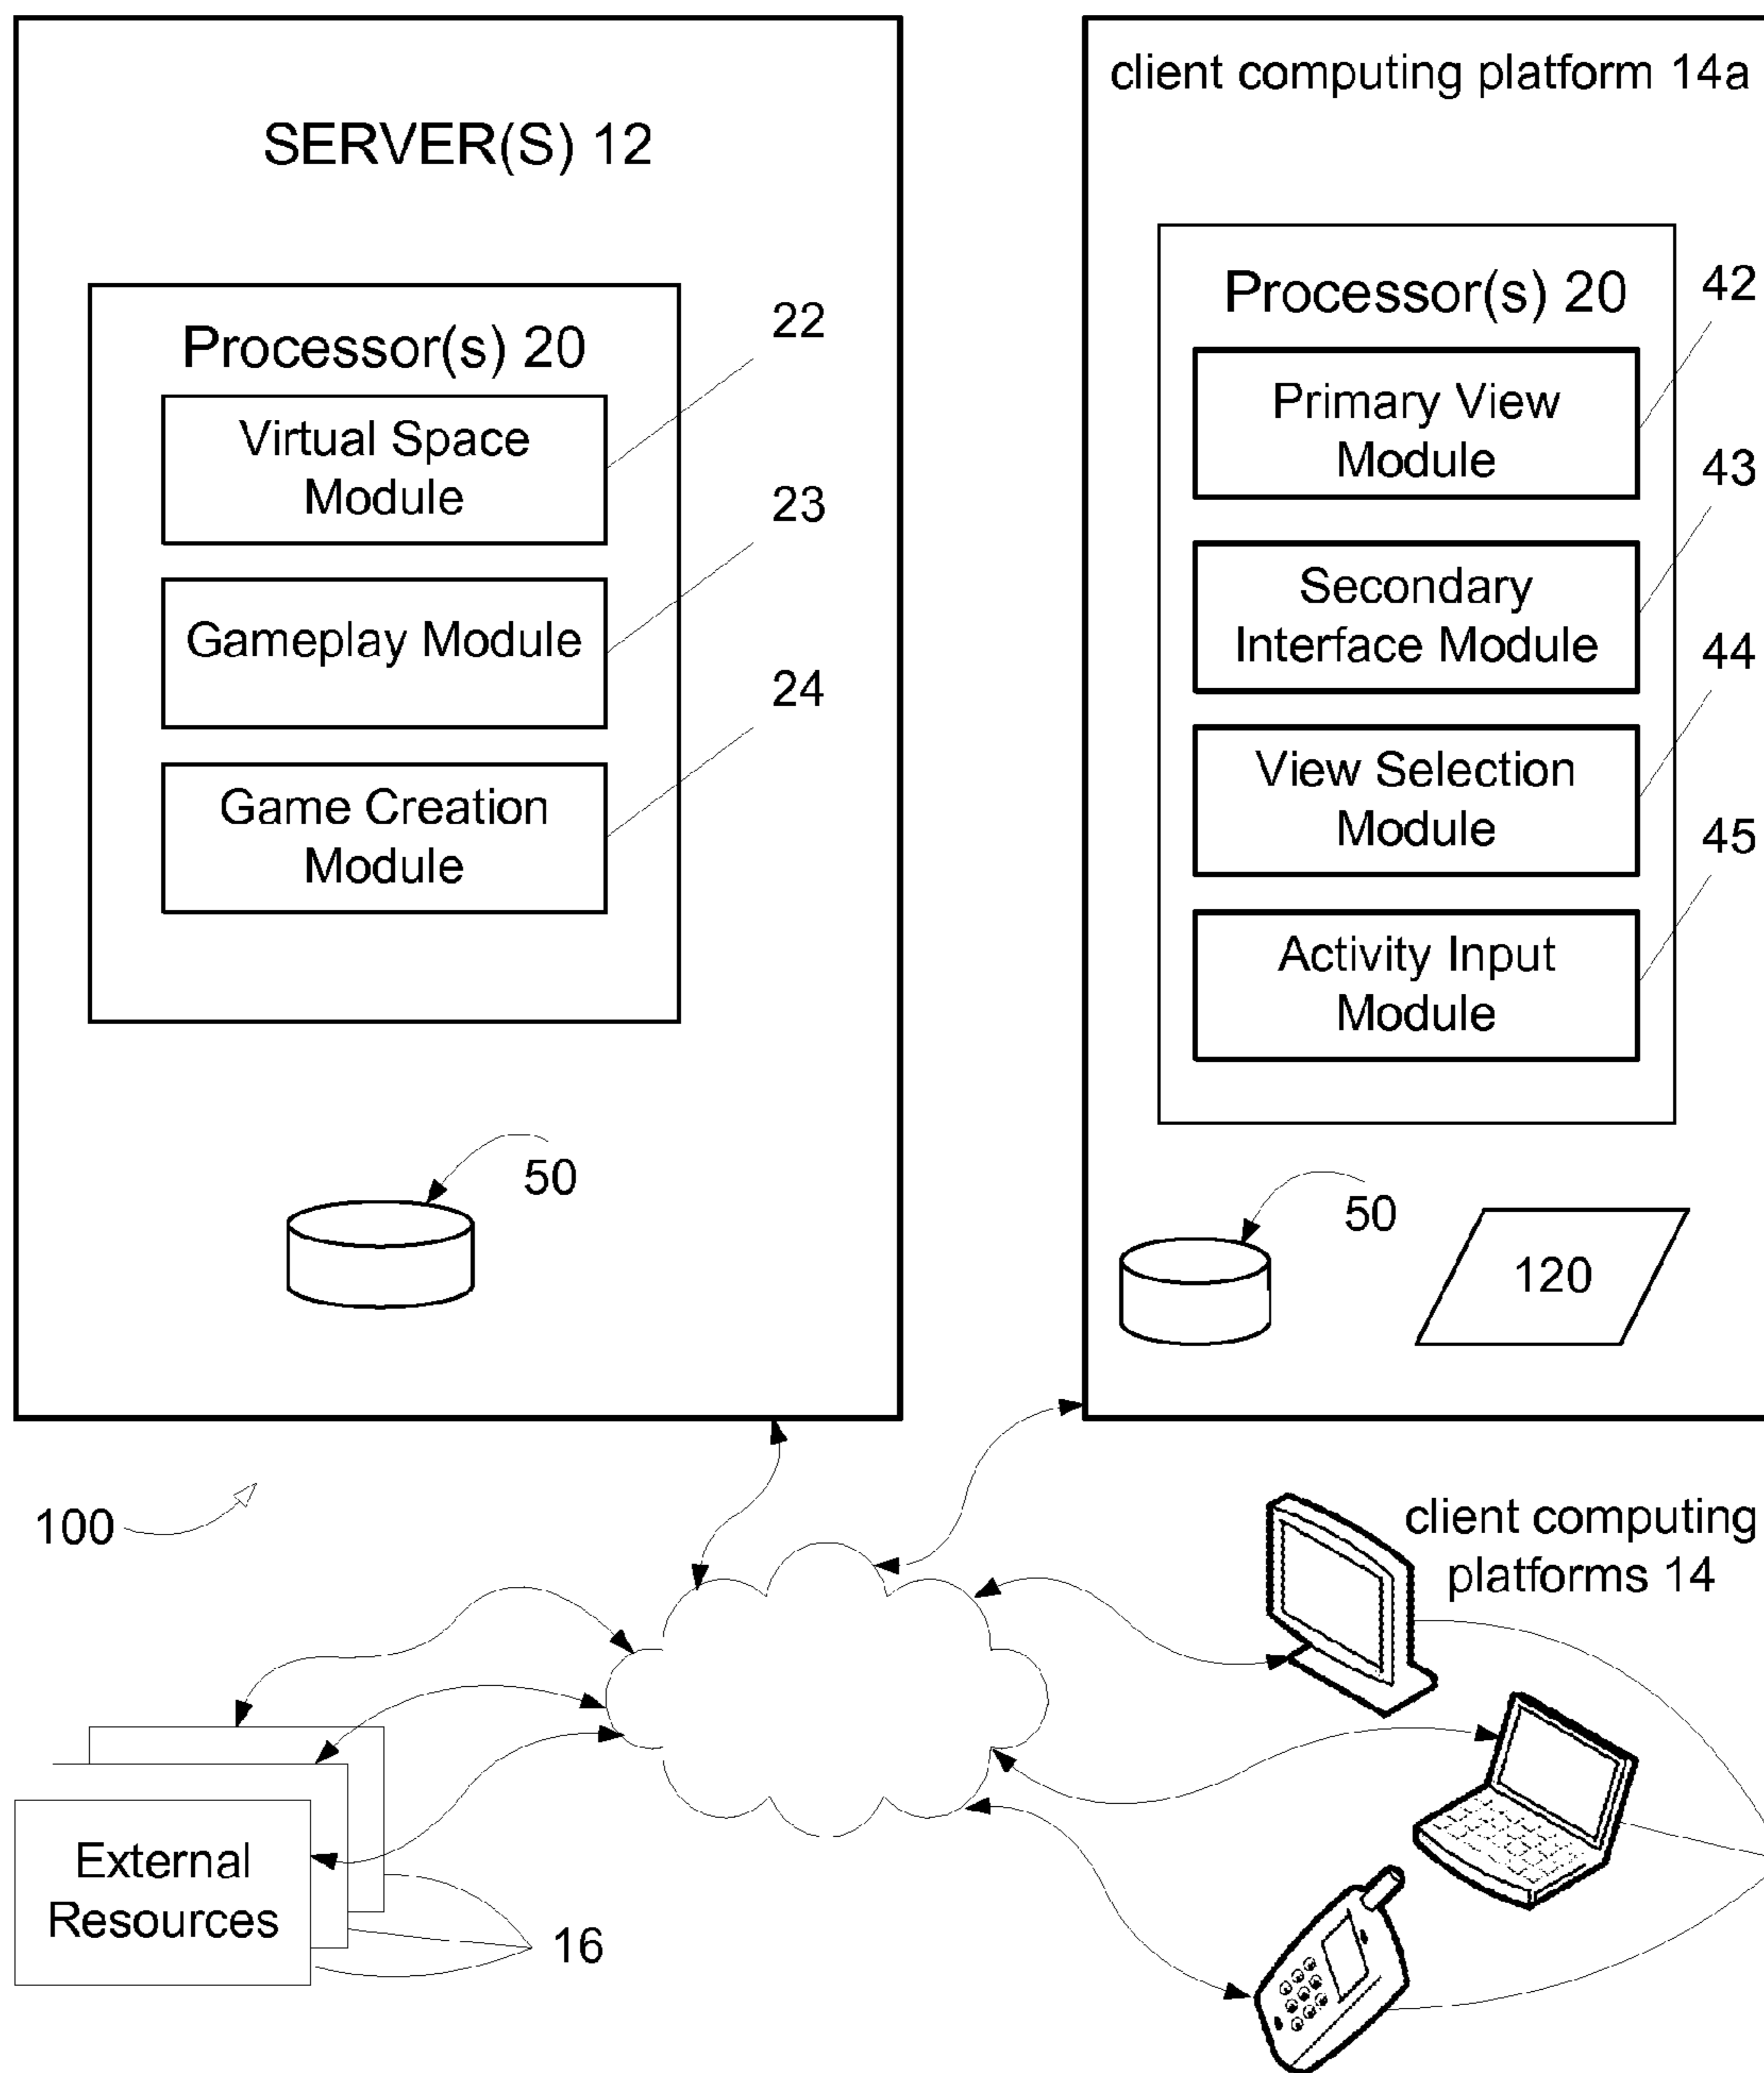 SERVER(S) 12
Processor(s) 20
Virtual Space
Module
22
Gameplay Module
23
Game Creation
Module
24
50
client computing platform 14a
Processor(s) 20
42
Primary View
Module
43
Secondary
Interface Module
44
View Selection
Module
45
Activity Input
Module
50
120
100
client computing
platforms 14
External
Resources
16